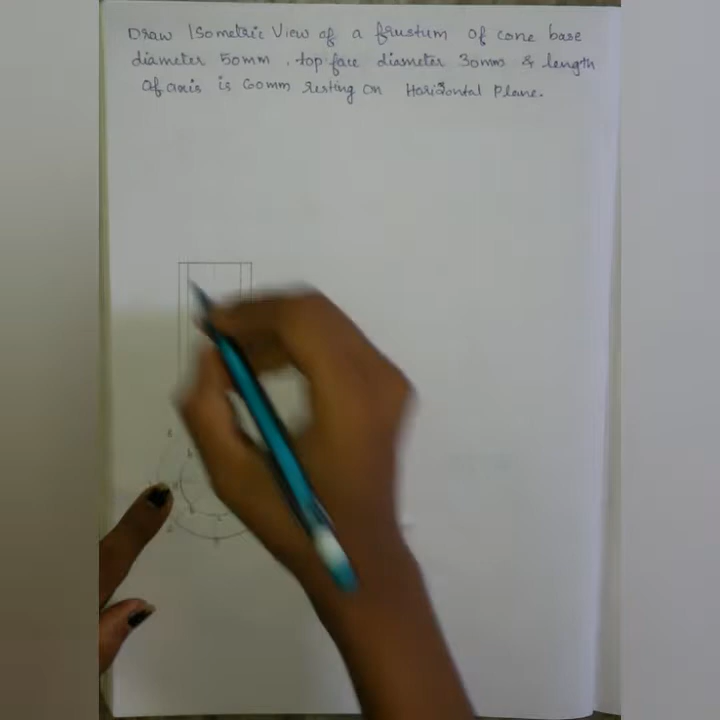 Draw Isometric View of a frustum of cone base
diameter 50mm , top face diameter 30mm & length
of axis is 60mm resting on Horizontal Plane.